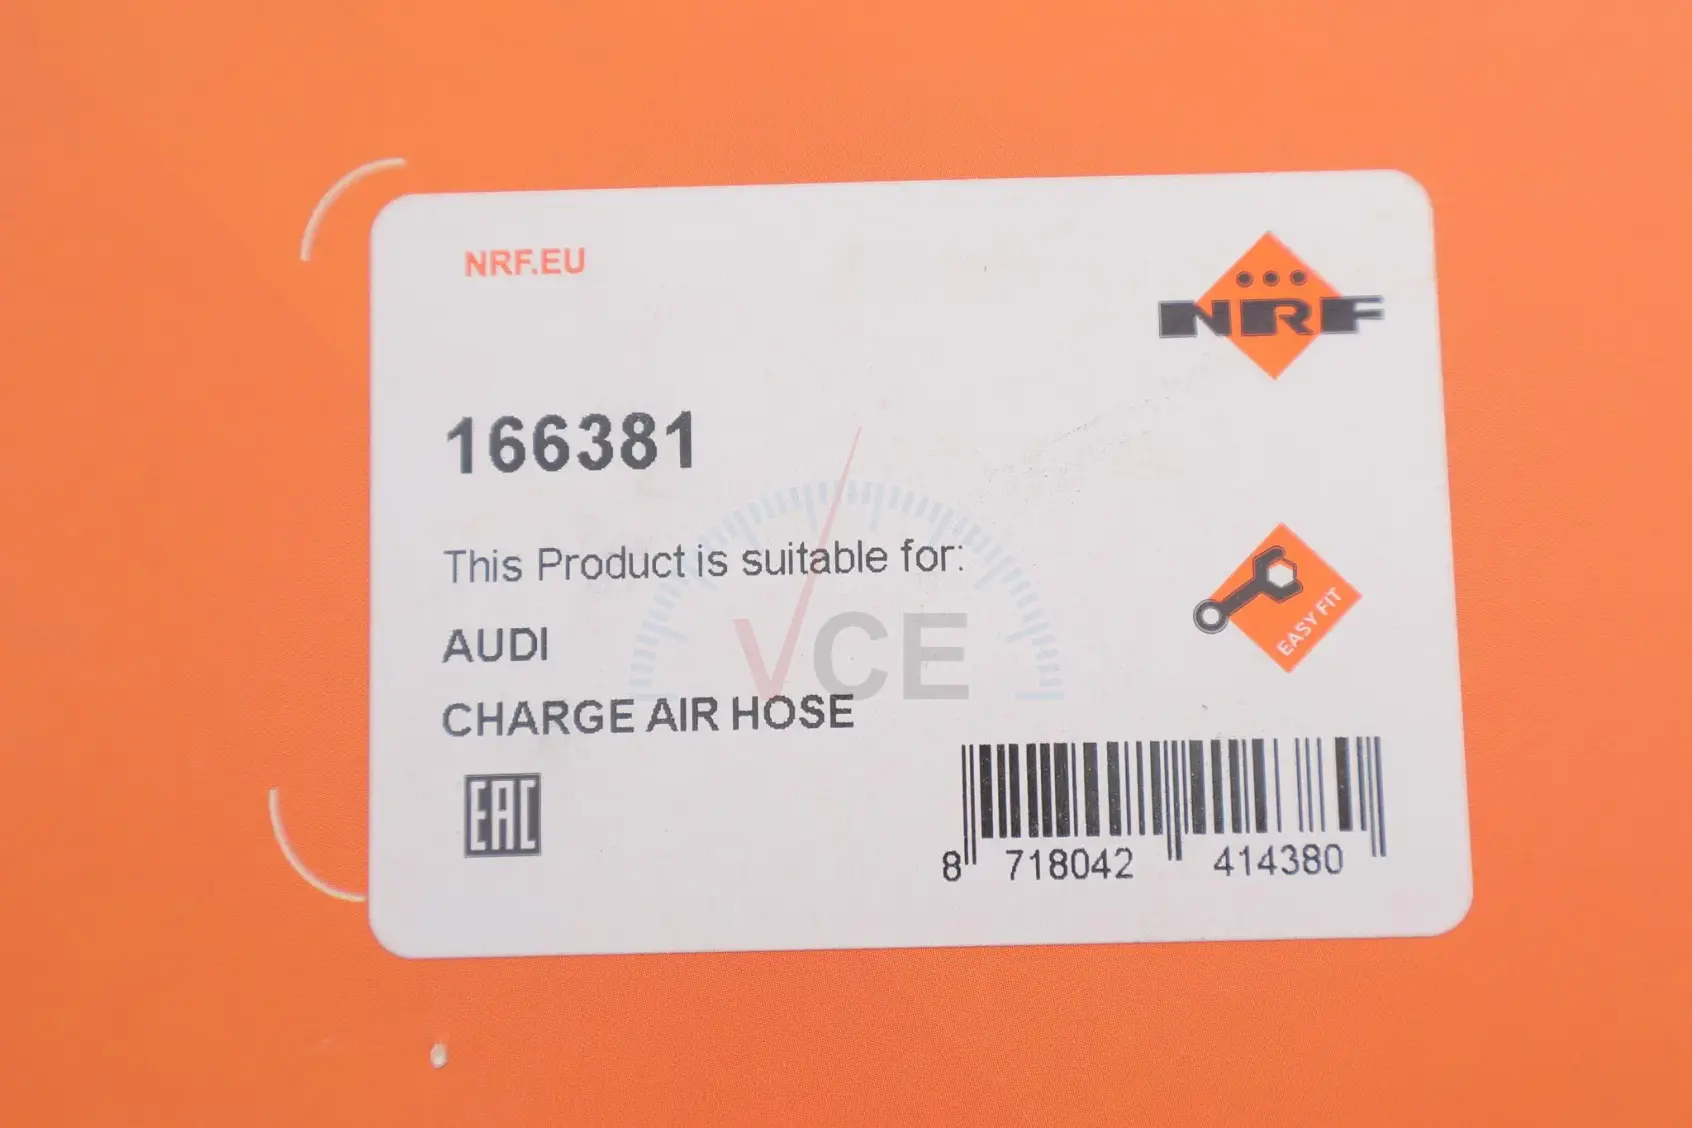 NRF.EU
NRF
166381
This Product is suitable for:
AUDI
CHARGE AIR HOSE
VCE
EASY FIT
EAC
8 718042 414380